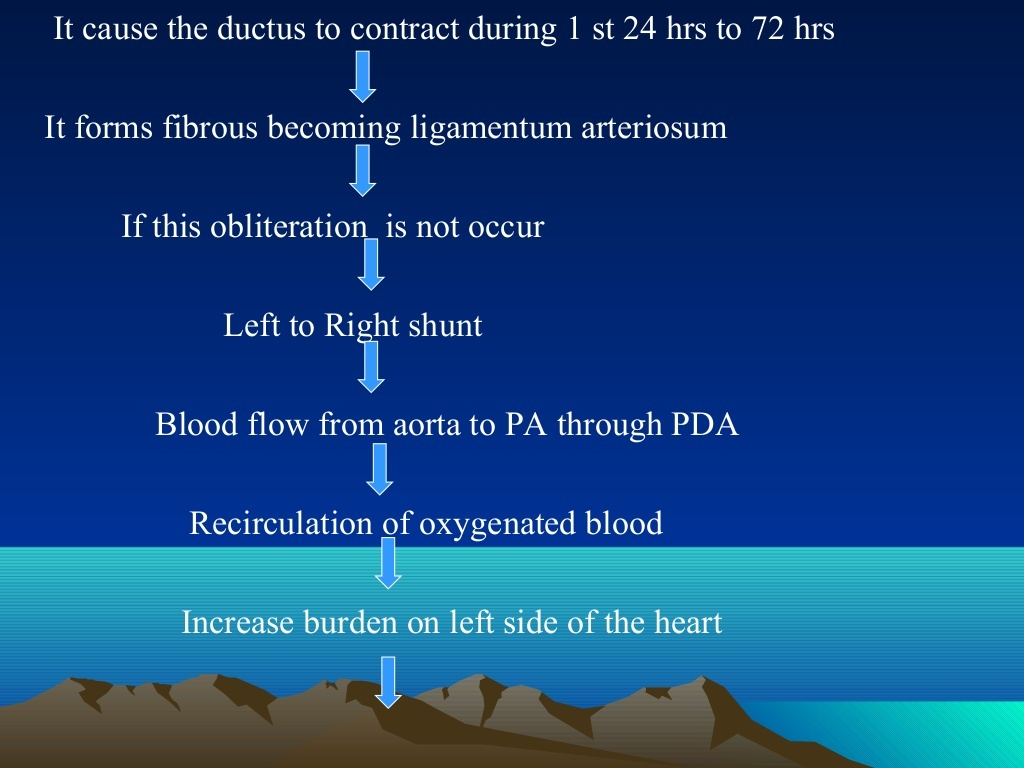 It cause the ductus to contract during 1 st 24 hrs to 72 hrs
It forms fibrous becoming ligamentum arteriosum
If this obliteration  is not occur
Left to Right shunt
Blood flow from aorta to PA through PDA
Recirculation of oxygenated blood
Increase burden on left side of the heart